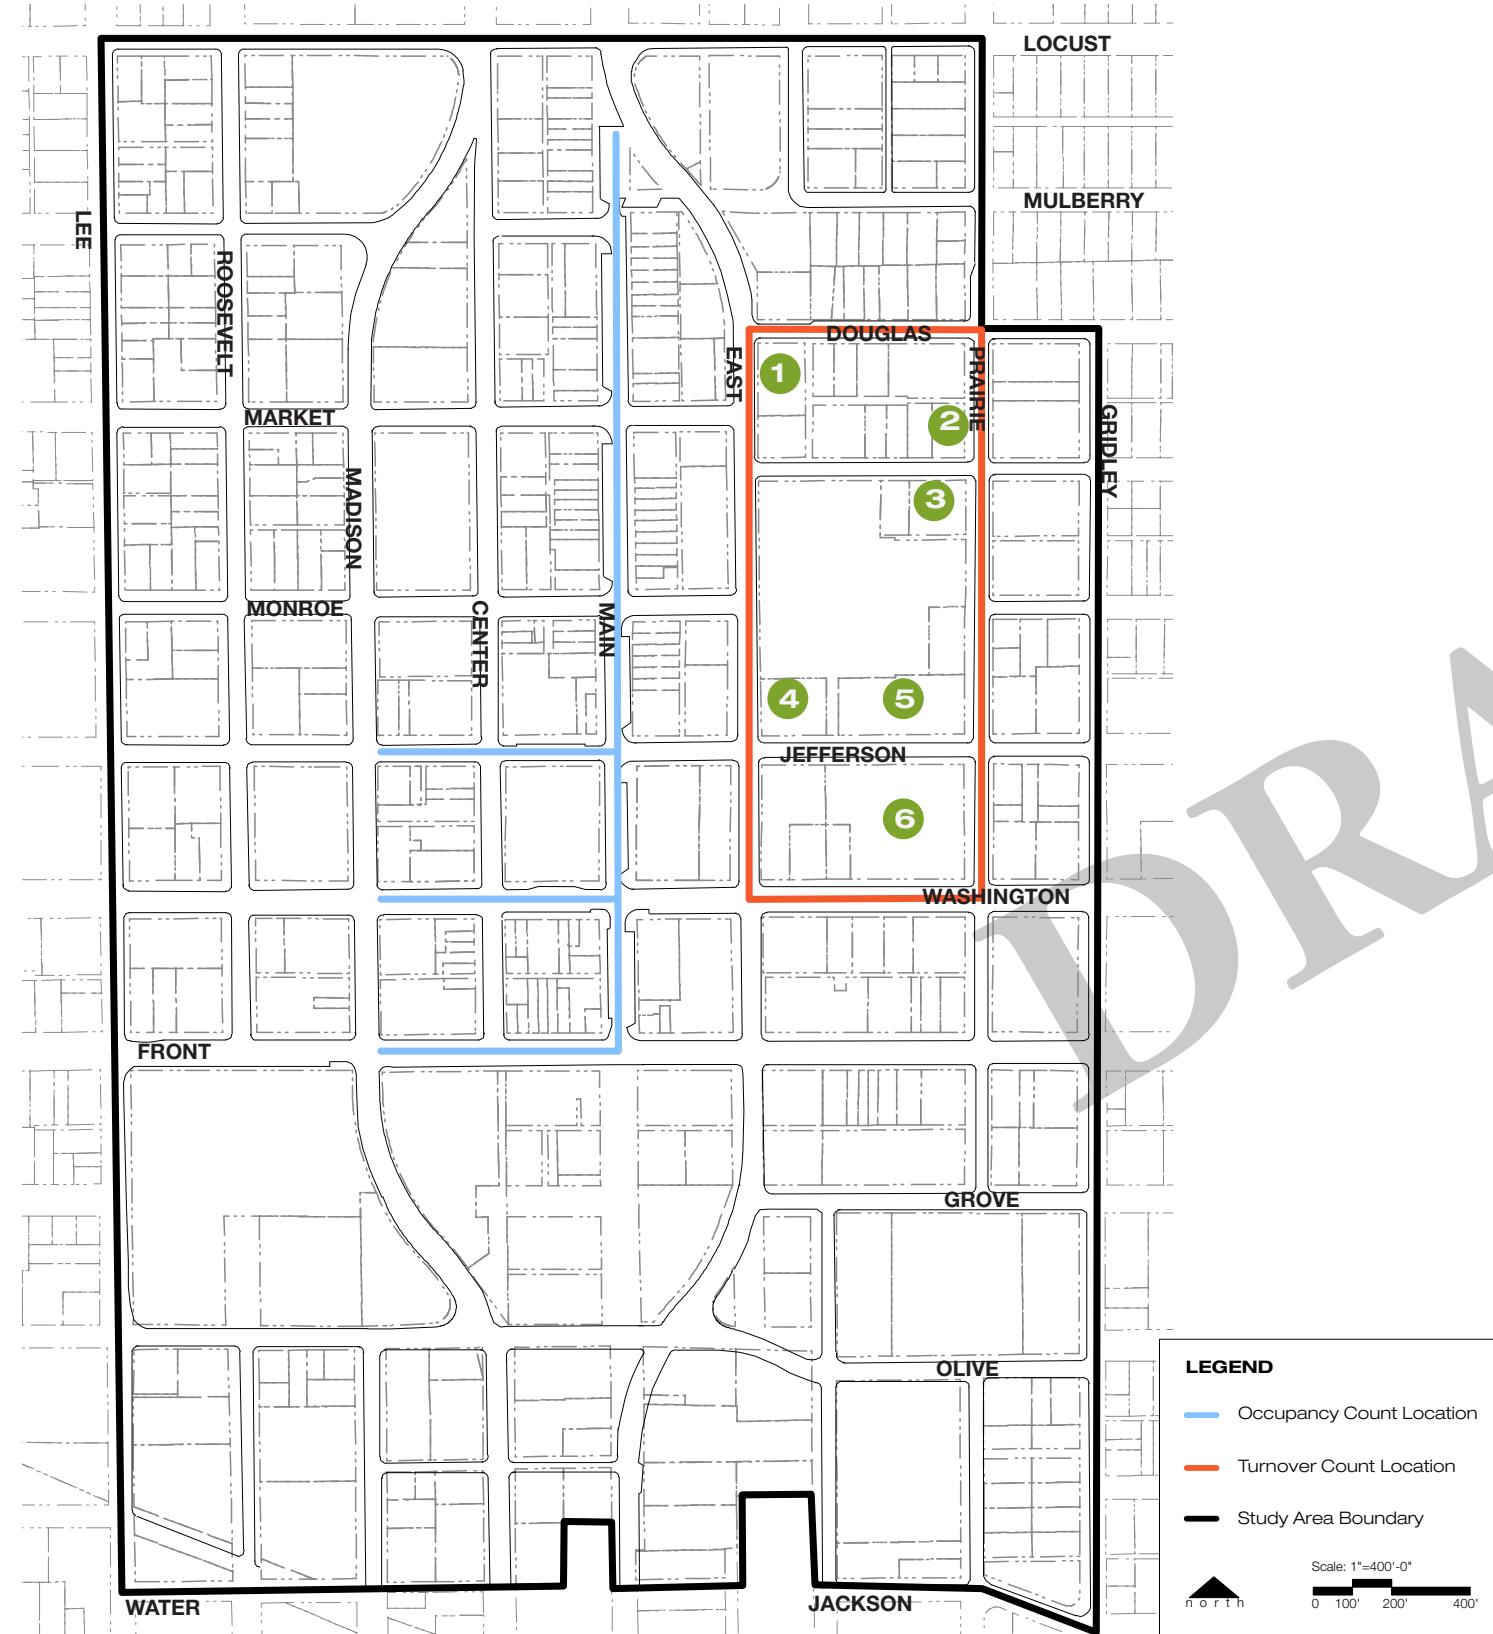 LOCUST
MULBERRY
LEE
ROOSEVELT
DOUGLAS
EAST
PRAIRIE
1
2
MARKET
GRIDLEY
MADISON
3
MONROE
CENTER
MAIN
4
5
JEFFERSON
6
WASHINGTON
DRA
FRONT
GROVE
OLIVE
WATER
JACKSON
LEGEND
Occupancy Count Location
Turnover Count Location
Study Area Boundary
Scale: 1"=400'-0"
north
0 100' 200' 400'